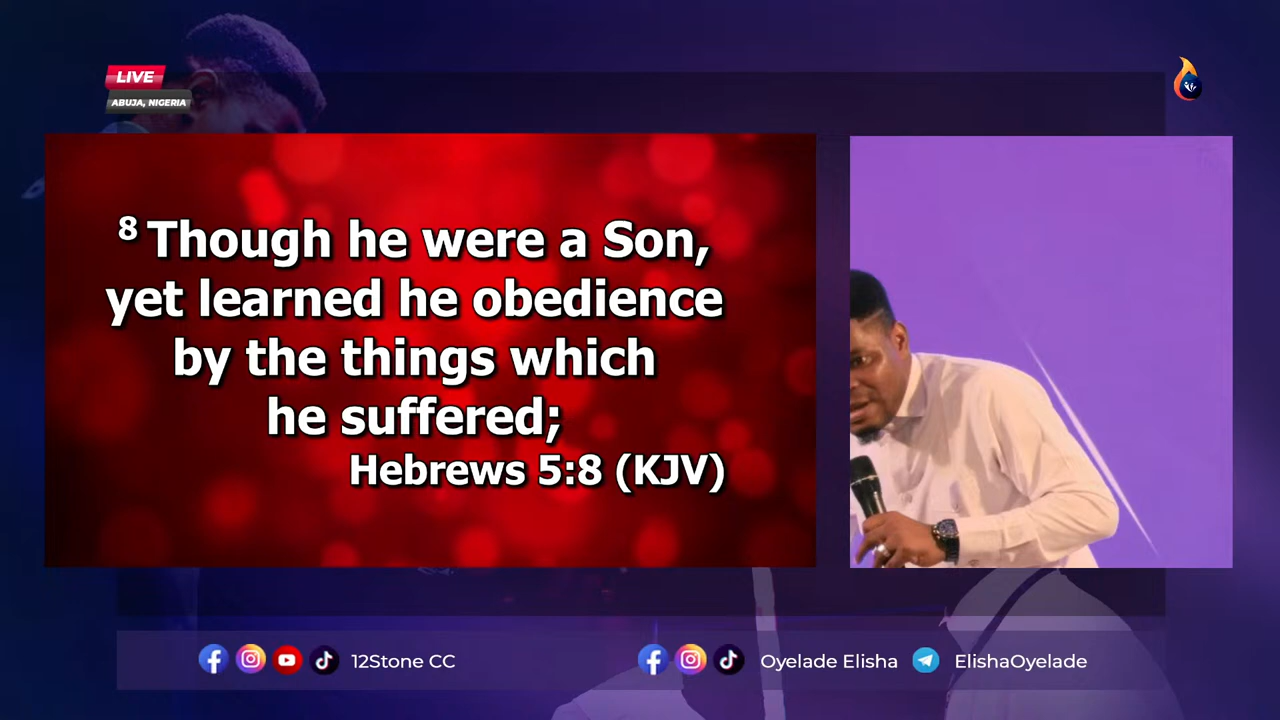 LIVE
ABUJA, NIGERIA
8 Though he were a Son,
yet learned he obedience
by the things which
he suffered;
Hebrews 5:8 (KJV)
12Stone CC
Oyelade Elisha
ElishaOyelade